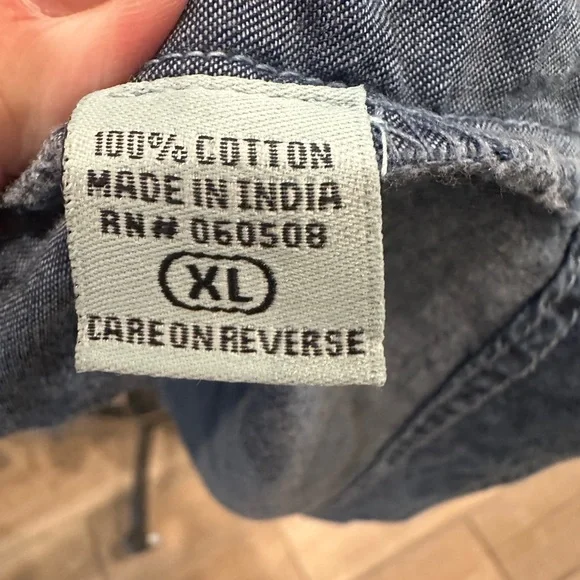 100% COTTON
MADE IN INDIA
RN# 060508
XL
CARE ON REVERSE